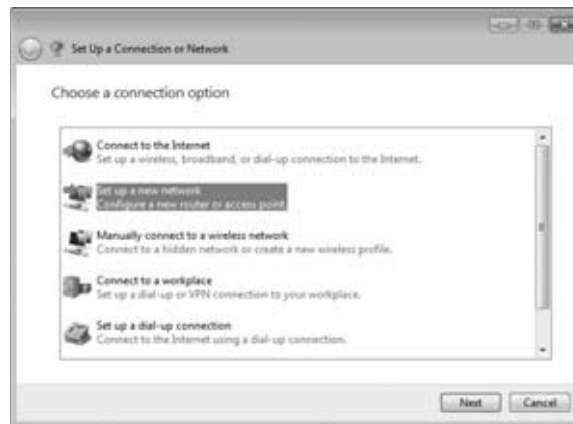 Set Up a Connection or Network
Choose a connection option
Connect to the Internet
Set up a wireless, broadband, or dial-up connection to the Internet.
Set up a new network
Configure a new router or access point.
Manually connect to a wireless network
Connect to a hidden network or create a new wireless profile.
Connect to a workplace
Set up a dial-up or VPN connection to your workplace.
Set up a dial-up connection
Connect to the Internet using a dial-up connection.
Next
Cancel